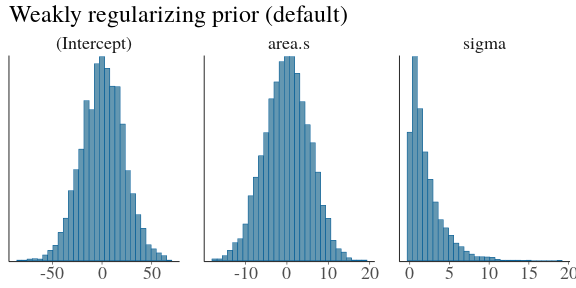 Weakly regularizing prior (default)
(Intercept) area.s sigma
-50 0 50 -10 0 10 20 0 5 10 15 20